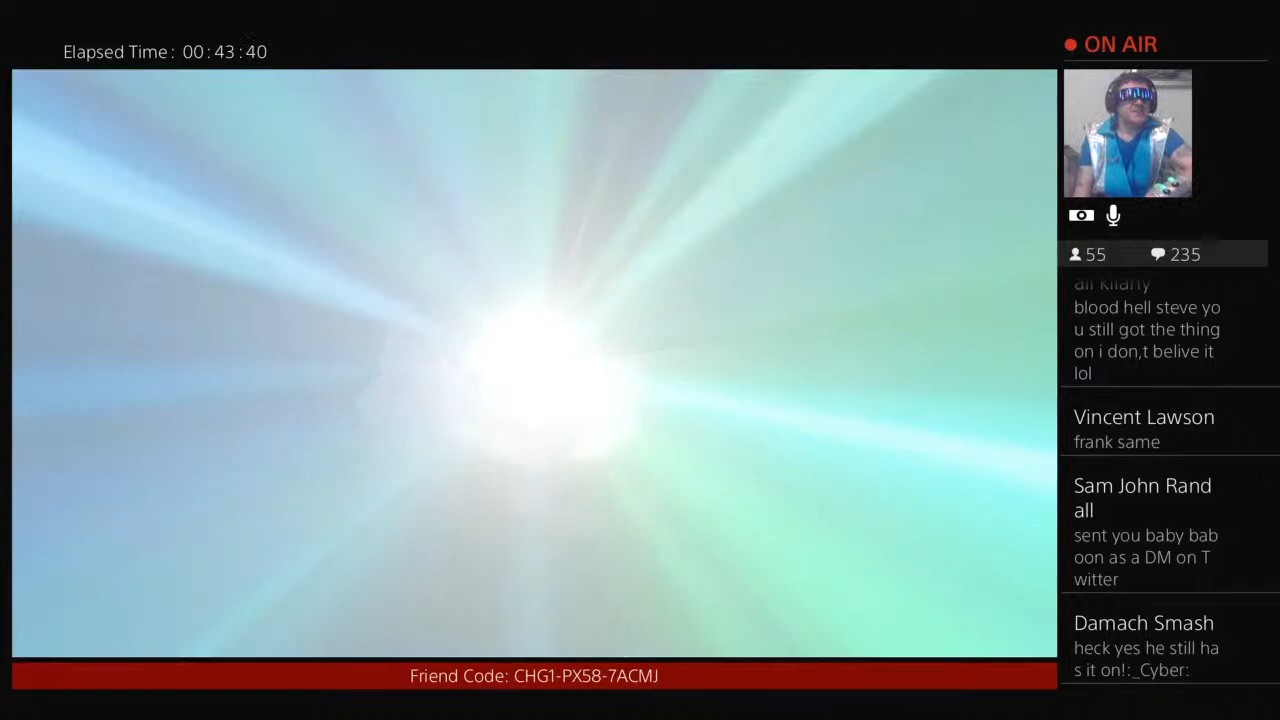 Elapsed Time: 00:43:40
ON AIR
55 235
ali kilany
blood hell steve yo
u still got the thing
on i don,t belive it
lol
Vincent Lawson
frank same
Sam John Rand
all
sent you baby bab
oon as a DM on T
witter
Damach Smash
heck yes he still ha
s it on!:_Cyber:
Friend Code: CHG1-PX58-7ACMJ